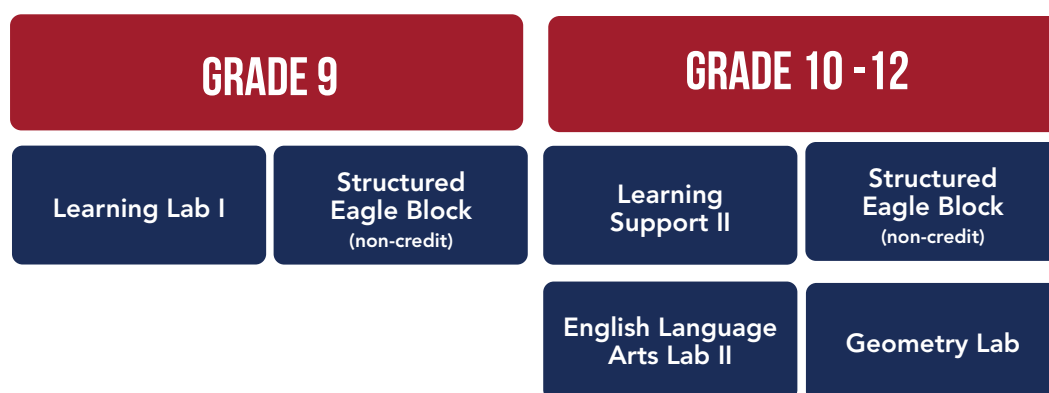 GRADE 9
GRADE 10 -12
Learning Lab I
Structured
Eagle Block
(non-credit)
Learning
Support II
Structured
Eagle Block
(non-credit)
English Language
Arts Lab II
Geometry Lab